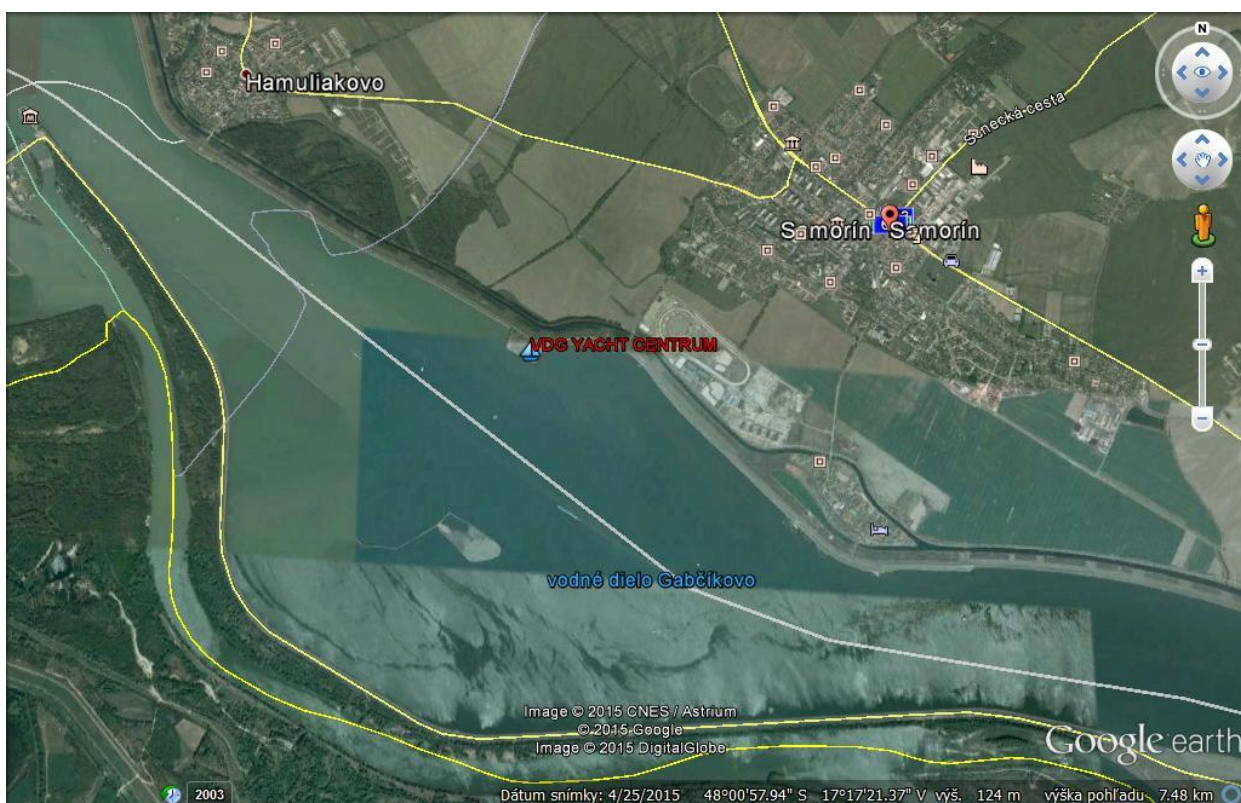 N
Hamuliakovo
Senecká cesta
Šamorín
Šamorín
VDG YACHT CENTRUM
vodné dielo Gabčíkovo
Image © 2015 CNES / Astrium
© 2015 Google
Image © 2015 DigitalGlobe
Google earth
2003
Dátum snímky: 4/25/2015 48°00'57.94" S 17°17'21.37" V výš. 124 m výška pohľadu 7.48 km